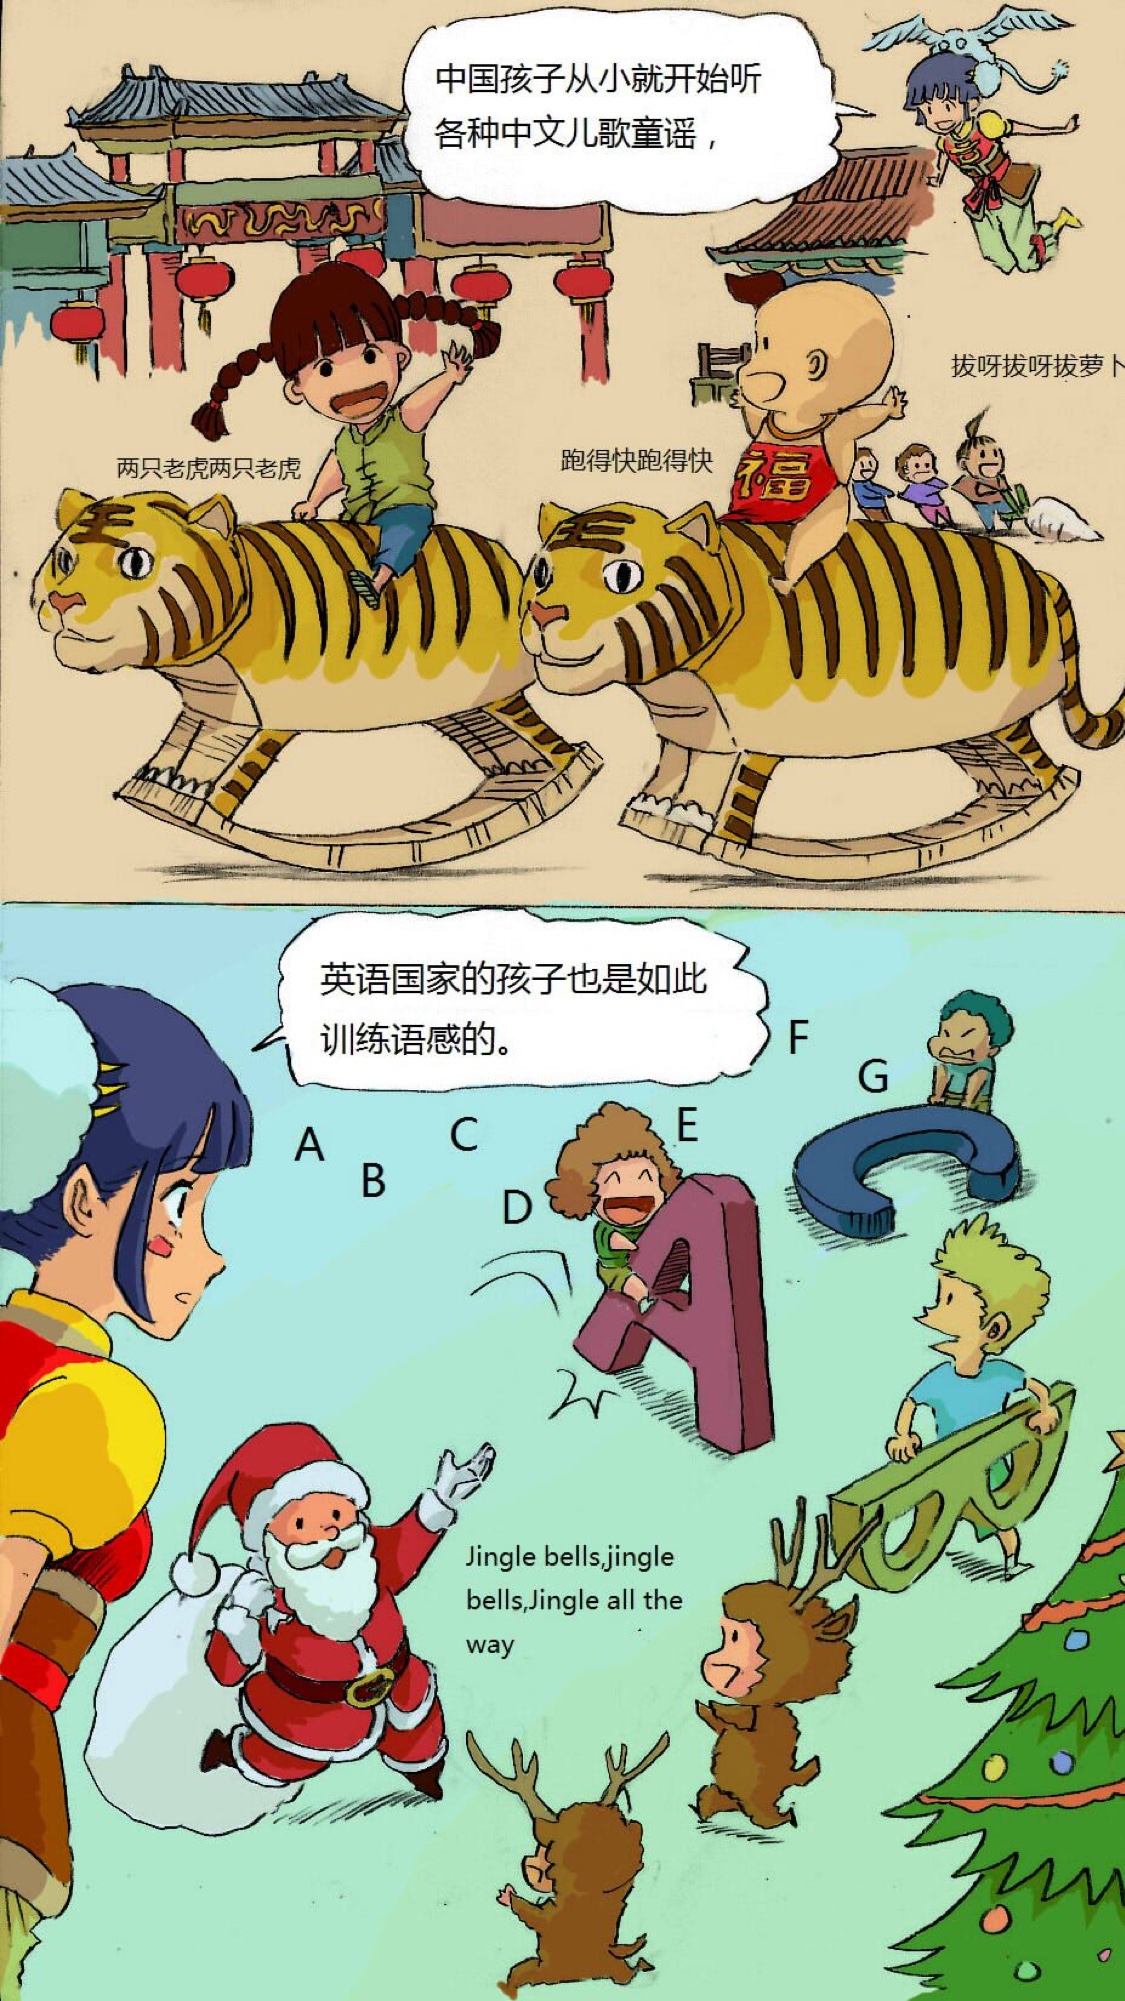 中国孩子从小就开始听
各种中文儿歌童谣，
拔呀拔呀拔萝卜
两只老虎两只老虎
跑得快跑得快
福
英语国家的孩子也是如此
训练语感的。
A
B
C
D
E
F
G
Jingle bells,jingle
bells,Jingle all the
way